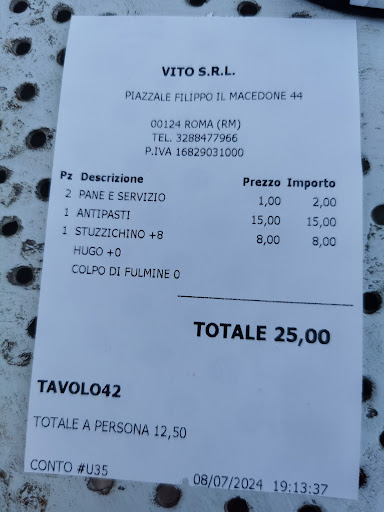 VITO S.R.L.
PIAZZALE FILIPPO IL MACEDONE 44
00124 ROMA (RM)
TEL. 3288477966
P.IVA 16829031000
Pz Descrizione Prezzo Importo
2 PANE E SERVIZIO 1,00 2,00
1 ANTIPASTI 15,00 15,00
1 STUZZICHINO +8 8,00 8,00
HUGO +0
COLPO DI FULMINE 0
TOTALE 25,00
TAVOLO42
TOTALE A PERSONA 12,50
CONTO #U35 08/07/2024 19:13:37